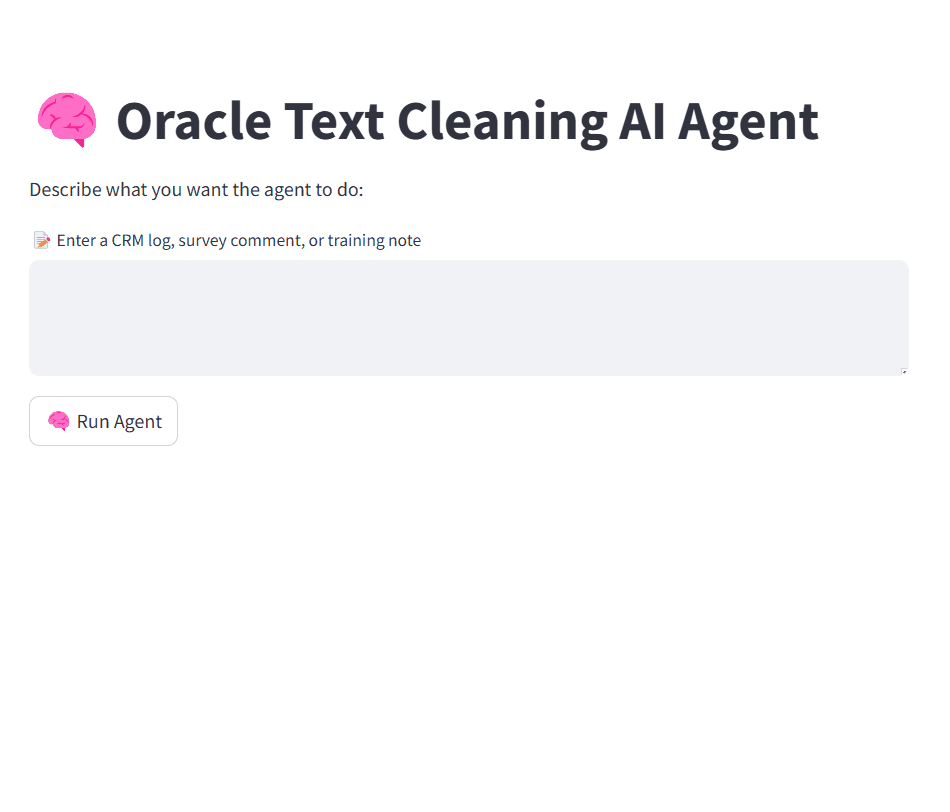 🧠 Oracle Text Cleaning AI Agent
Describe what you want the agent to do:
📝 Enter a CRM log, survey comment, or training note
🧠 Run Agent